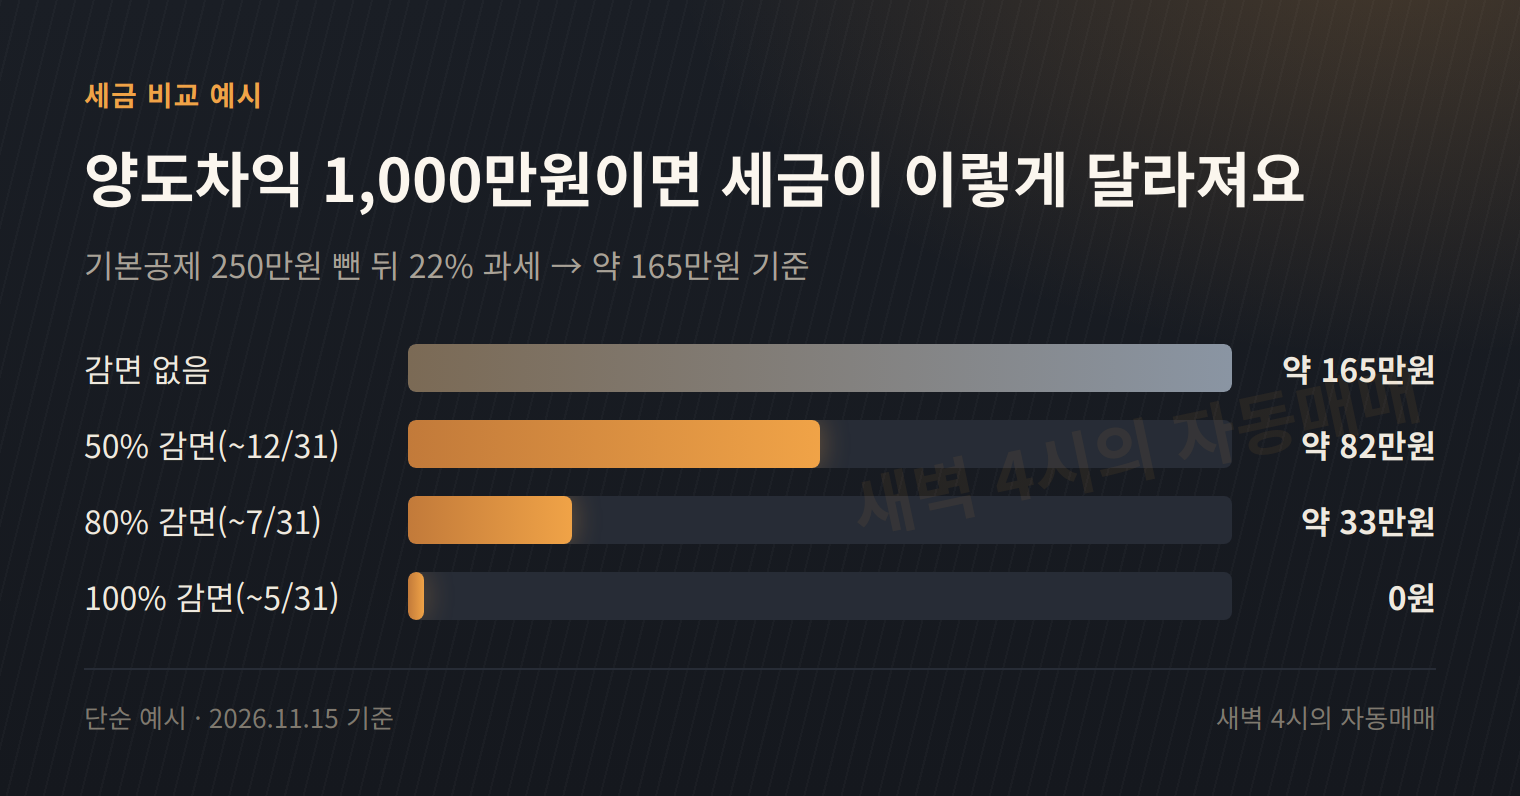 세금 비교 예시
양도차익 1,000만원이면 세금이 이렇게 달라져요
기본공제 250만원 뺀 뒤 22% 과세 → 약 165만원 기준
감면 없음 약 165만원
50% 감면(~12/31) 약 82만원
80% 감면(~7/31) 약 33만원
100% 감면(~5/31) 0원
새벽 4시의 자동매매
단순 예시 · 2026.11.15 기준 새벽 4시의 자동매매